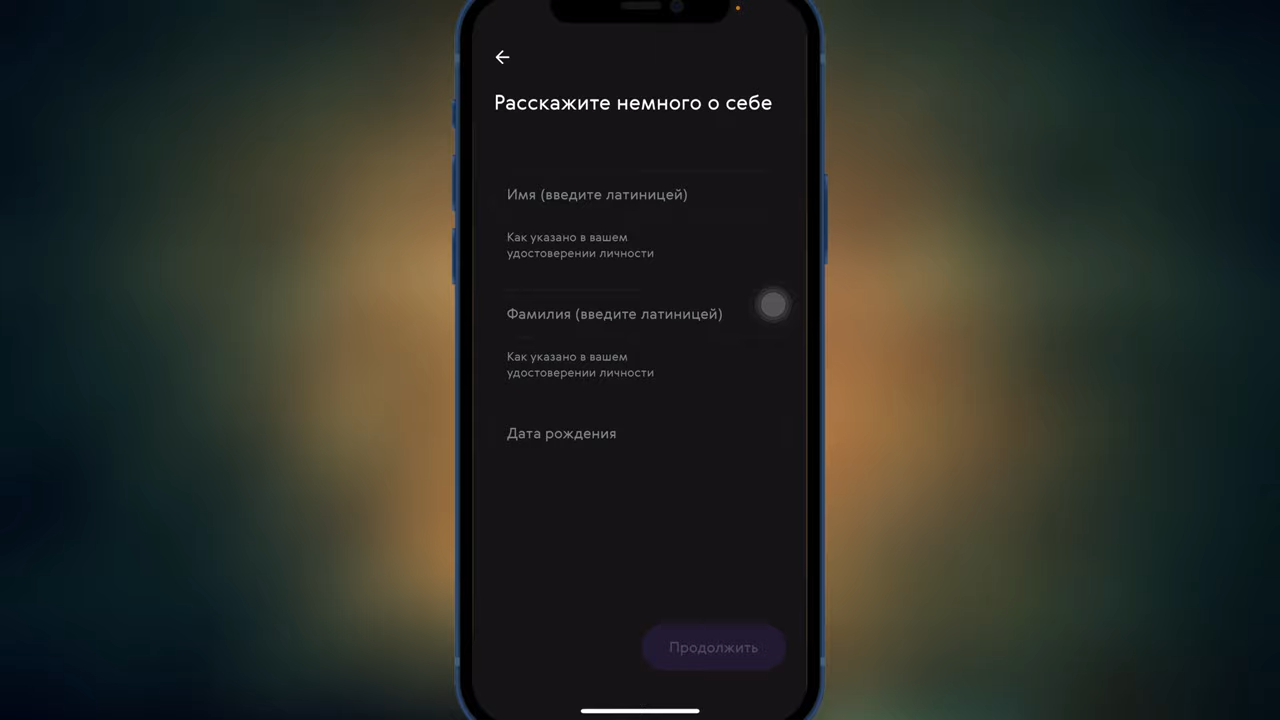 Расскажите немного о себе
Имя (введите латиницей)
Как указано в вашем
удостоверении личности
Фамилия (введите латиницей)
Как указано в вашем
удостоверении личности
Дата рождения
Продолжить